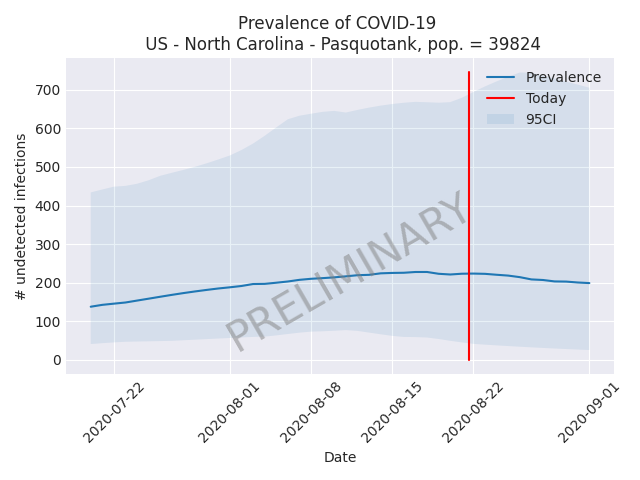 Prevalence of COVID-19
US - North Carolina - Pasquotank, pop. = 39824
Prevalence
Today
95CI
700
600
500
400
300
200
100
0
# undetected infections
PRELIMINARY
2020-07-22
2020-08-01
2020-08-08
2020-08-15
2020-08-22
2020-09-01
Date